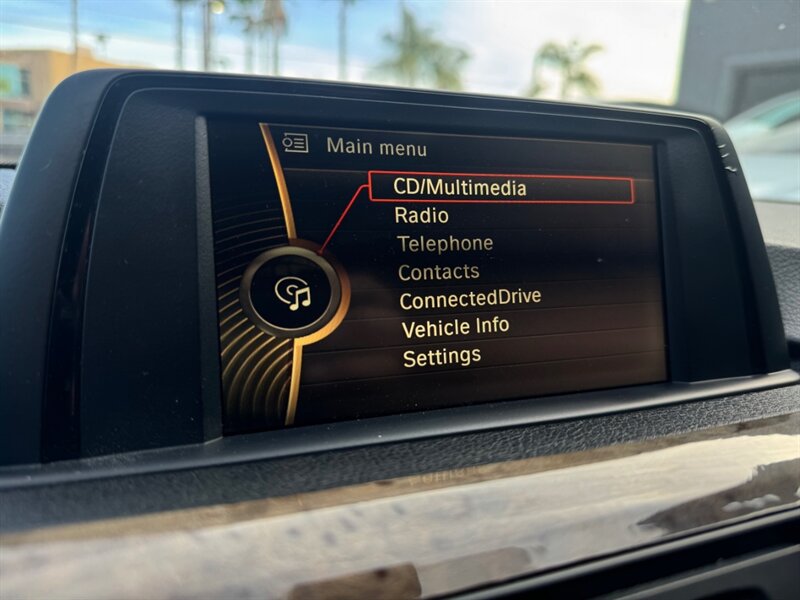 Main menu
CD/Multimedia
Radio
Telephone
Contacts
ConnectedDrive
Vehicle Info
Settings